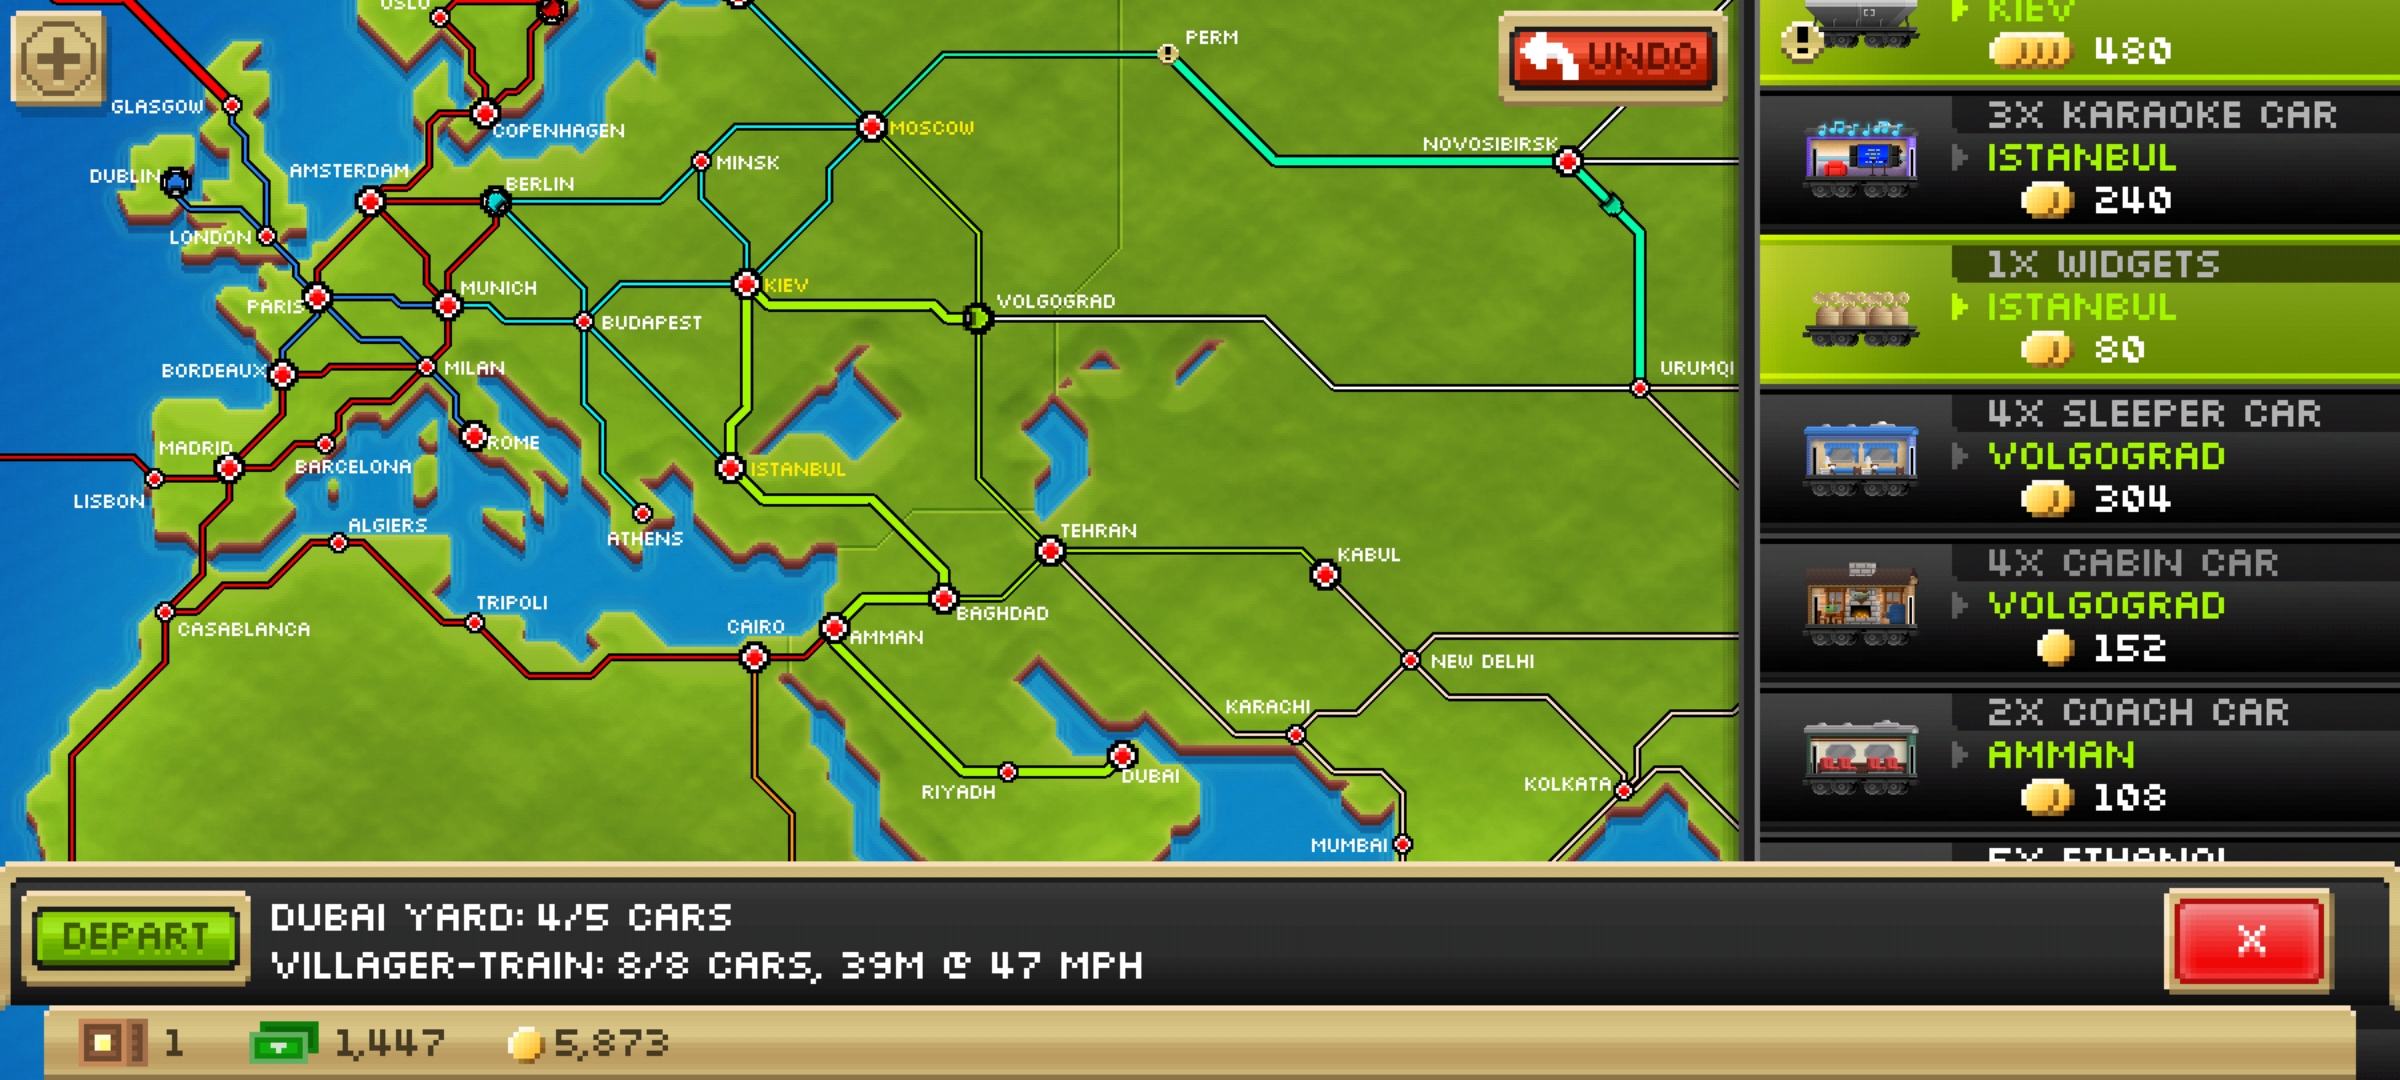 OSLO
PERM
UNDO
KIEV
480
GLASGOW
COPENHAGEN
MOSCOW
3X KARAOKE CAR
NOVOSIBIRSK
ISTANBUL
240
DUBLIN
AMSTERDAM
BERLIN
MINSK
LONDON
1X WIDGETS
ISTANBUL
80
PARIS
MUNICH
KIEV
VOLGOGRAD
BUDAPEST
BORDEAUX
MILAN
URUMQI
4X SLEEPER CAR
VOLGOGRAD
304
MADRID
BARCELONA
ROME
ISTANBUL
LISBON
ALGIERS
ATHENS
TEHRAN
KABUL
4X CABIN CAR
VOLGOGRAD
152
TRIPOLI
CASABLANCA
CAIRO
AMMAN
BAGHDAD
NEW DELHI
KARACHI
2X COACH CAR
AMMAN
108
RIYADH
DUBAI
KOLKATA
MUMBAI
5X ETHANOL
DEPART
DUBAI YARD: 4/5 CARS
VILLAGER-TRAIN: 8/8 CARS, 39M @ 47 MPH
X
1
1,447
5,873